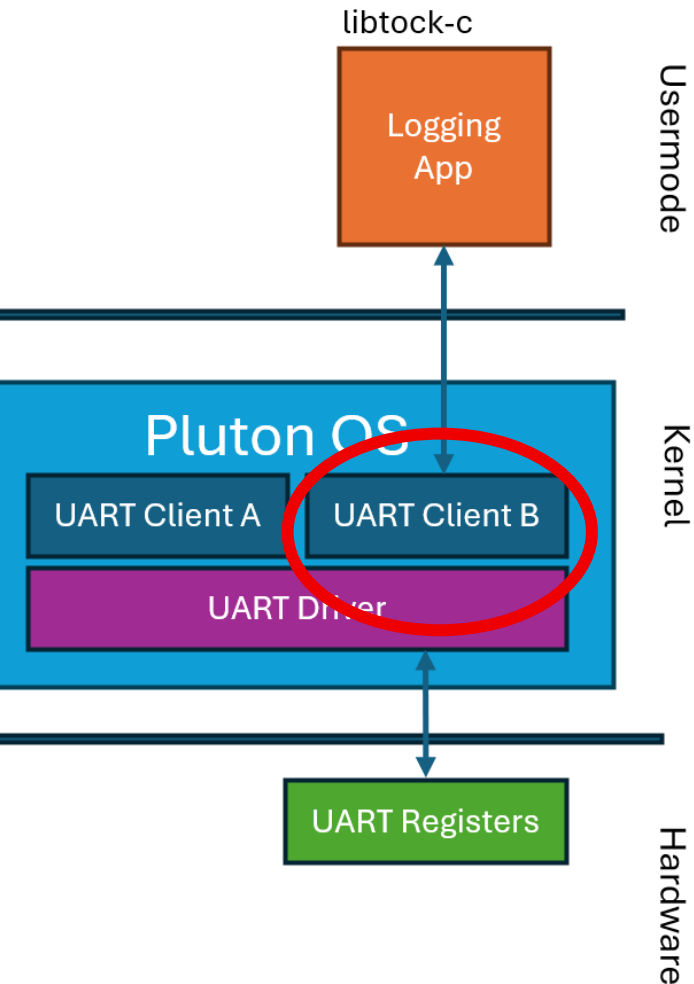 libtock-c
Logging
App
Usermode
Pluton OS
Kernel
UART Client A
UART Client B
UART Driver
UART Registers
Hardware